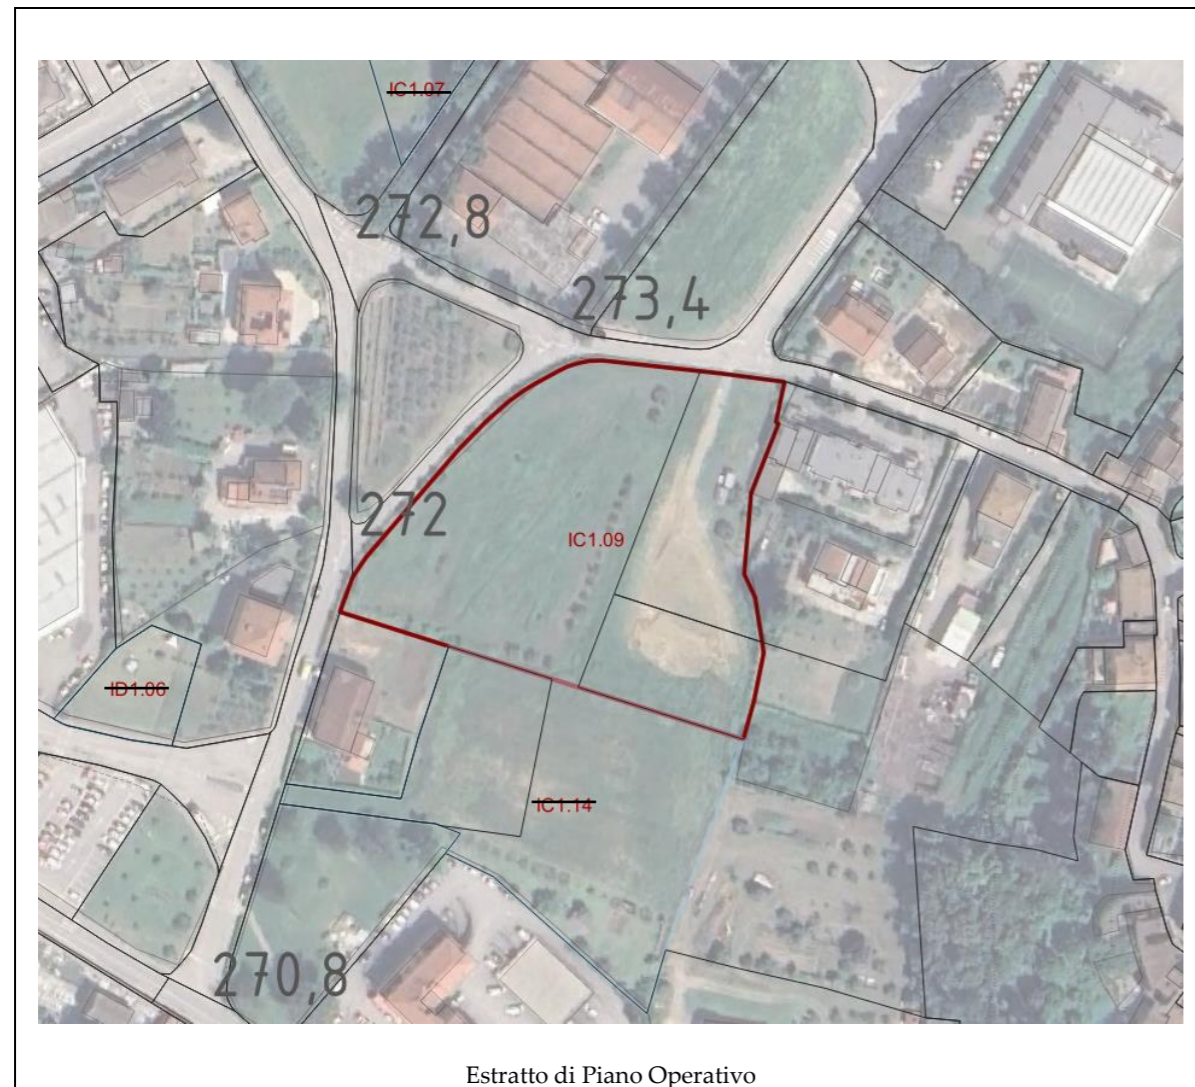 IC1.07
272,8
273,4
272
IC1.09
ID1.06
IC1.14
270,8
Estratto di Piano Operativo